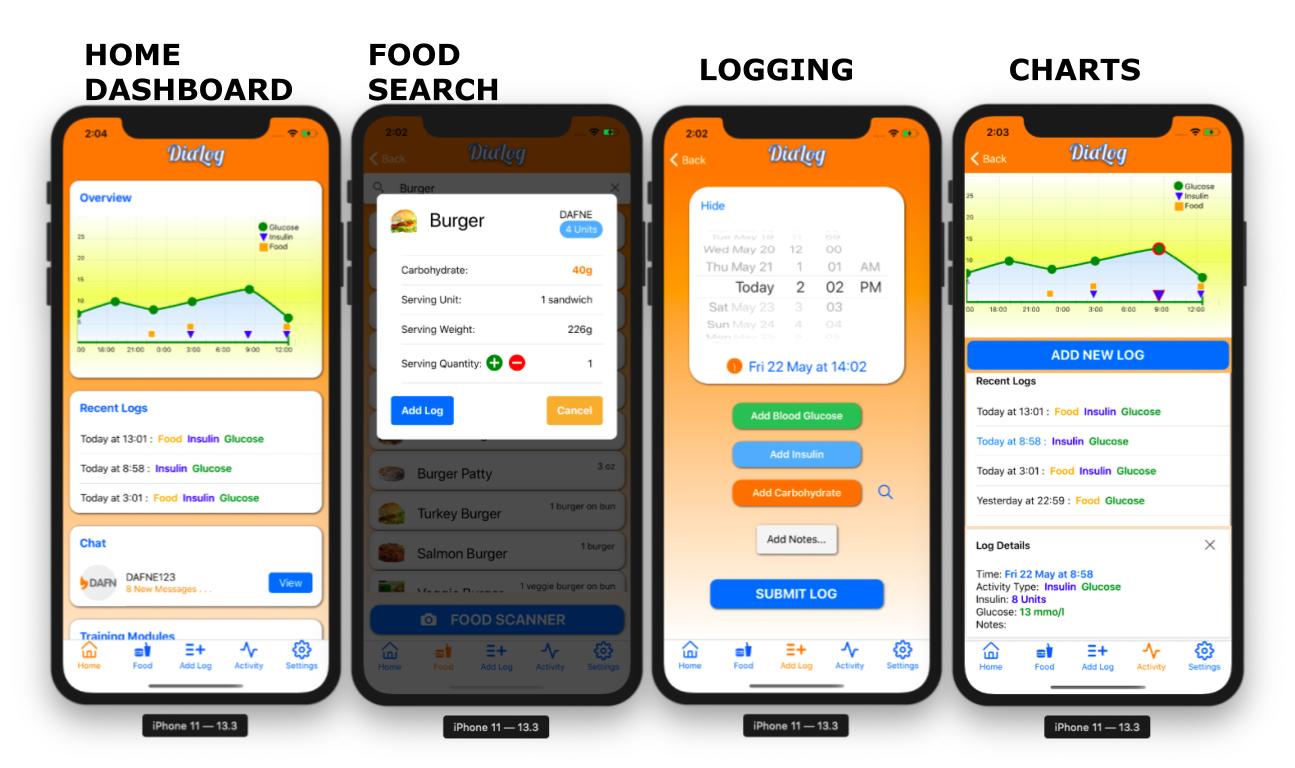 HOME
DASHBOARD
2:04
Dialog
Overview
Glucose
Insulin
Food
25
20
15
10
5
00 18:00 21:00 0:00 3:00 6:00 9:00 12:00
Recent Logs
Today at 13:01 : Food Insulin Glucose
Today at 8:58 : Insulin Glucose
Today at 3:01 : Food Insulin Glucose
Chat
DAFN
DAFNE123
8 New Messages . . .
View
Training Modules
Home Food Add Log Activity Settings
iPhone 11 — 13.3
FOOD
SEARCH
2:02
Back
Dialog
Burger
Burger
DAFNE
4 Units
Carbohydrate: 40g
Serving Unit: 1 sandwich
Serving Weight: 226g
Serving Quantity: 1
Add Log Cancel
Burger Patty 3 oz
Turkey Burger 1 burger on bun
Salmon Burger 1 burger
Veggie Burger 1 veggie burger on bun
FOOD SCANNER
Home Food Add Log Activity Settings
iPhone 11 — 13.3
LOGGING
2:02
Back
Dialog
Hide
Tue May 19 11 59
Wed May 20 12 00
Thu May 21 1 01 AM
Today 2 02 PM
Sat May 23 3 03
Sun May 24 4 04
Mon May 25 5 05
Fri 22 May at 14:02
Add Blood Glucose
Add Insulin
Add Carbohydrate
Add Notes...
SUBMIT LOG
Home Food Add Log Activity Settings
iPhone 11 — 13.3
CHARTS
2:03
Back
Dialog
Glucose
Insulin
Food
25
20
15
10
5
00 18:00 21:00 0:00 3:00 6:00 9:00 12:00
ADD NEW LOG
Recent Logs
Today at 13:01 : Food Insulin Glucose
Today at 8:58 : Insulin Glucose
Today at 3:01 : Food Insulin Glucose
Yesterday at 22:59 : Food Glucose
Log Details
Time: Fri 22 May at 8:58
Activity Type: Insulin Glucose
Insulin: 8 Units
Glucose: 13 mmo/l
Notes:
Home Food Add Log Activity Settings
iPhone 11 — 13.3